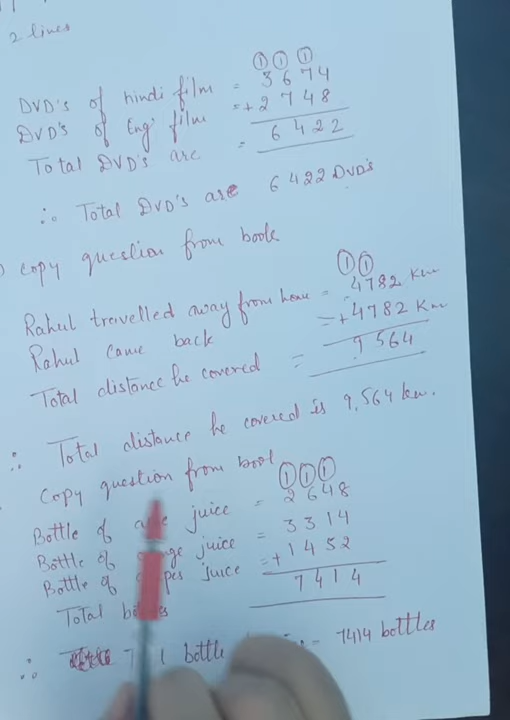 2 lines
① ① ①
DVD's of hindi film = 3674
DVD's of Eng' film = + 2748
Total DVD's are = 6422
∴ Total DVD's are 6422 DVD's
copy question from book
① ①
Rahul travelled away from home = 4782 Km
Rahul came back = + 4782 Km
Total distance he covered = 9564
∴ Total distance he covered is 9,564 km.
Copy question from book
① ① ①
Bottle of juice = 2648
Bottle of juice = 3314
Bottle of juice = + 1452
Total 7414
∴ bottle = 7414 bottles